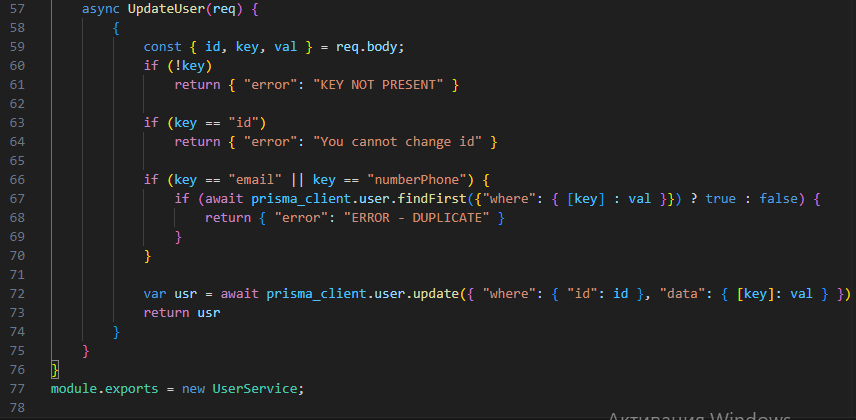 57 async UpdateUser(req) {
58 {
59 const { id, key, val } = req.body;
60 if (!key)
61 return { "error": "KEY NOT PRESENT" }
62
63 if (key == "id")
64 return { "error": "You cannot change id" }
65
66 if (key == "email" || key == "numberPhone") {
67 if (await prisma_client.user.findFirst({"where": { [key] : val }}) ? true : false) {
68 return { "error": "ERROR - DUPLICATE" }
69 }
70 }
71
72 var usr = await prisma_client.user.update({ "where": { "id": id }, "data": { [key]: val } })
73 return usr
74 }
75 }
76 }
77 module.exports = new UserService;
78
Активация Windows